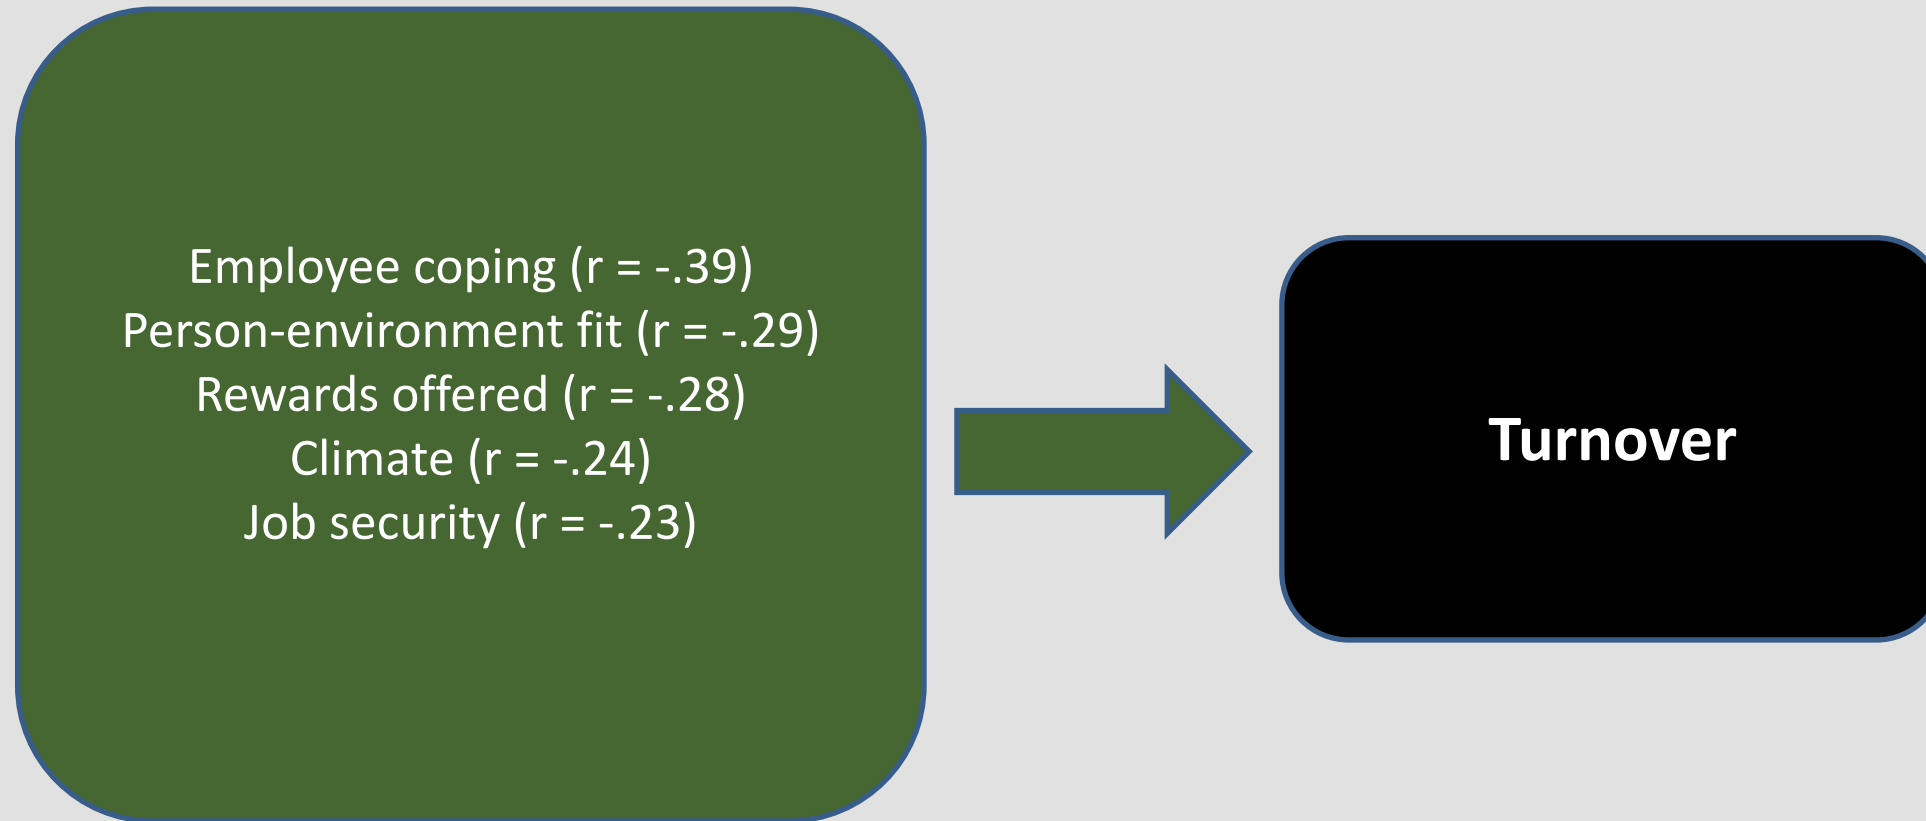 Employee coping (r = -.39)
Person-environment fit (r = -.29)
Rewards offered (r = -.28)
Climate (r = -.24)
Job security (r = -.23)
Turnover